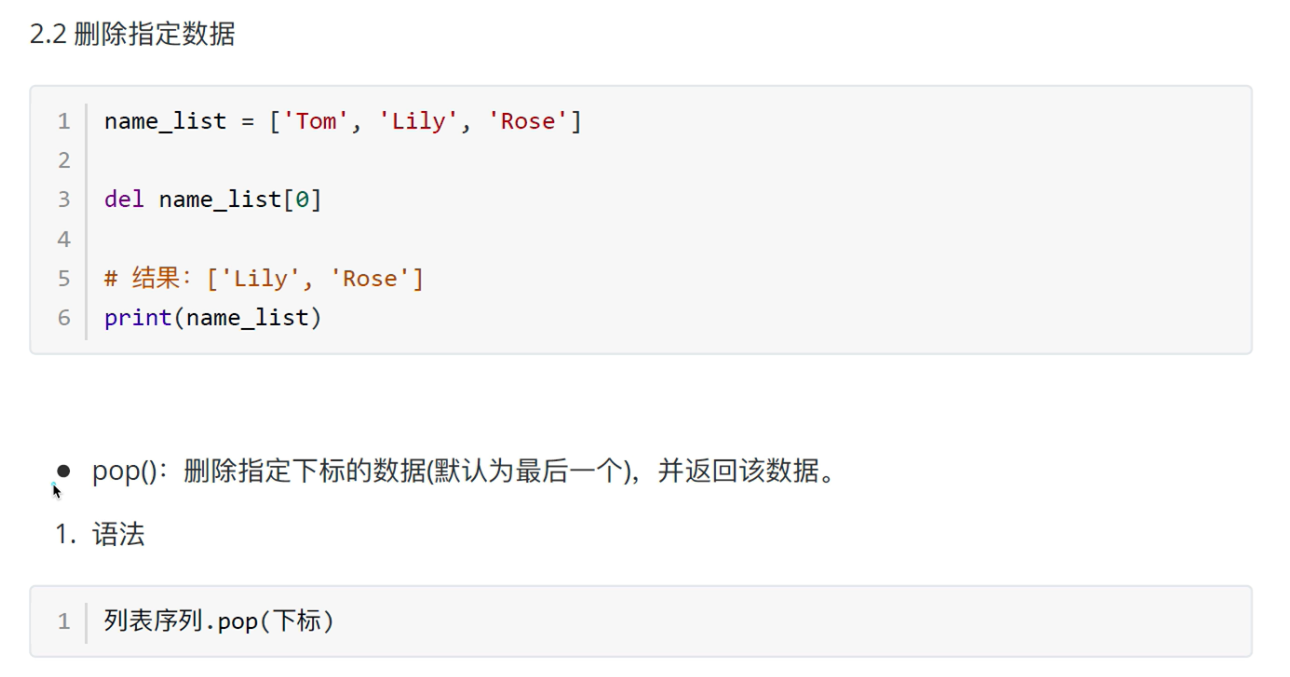 2.2 删除指定数据
1 name_list = ['Tom', 'Lily', 'Rose']
2
3 del name_list[0]
4
5 # 结果：['Lily', 'Rose']
6 print(name_list)
● pop()：删除指定下标的数据(默认为最后一个)，并返回该数据。
1. 语法
1 列表序列.pop(下标)